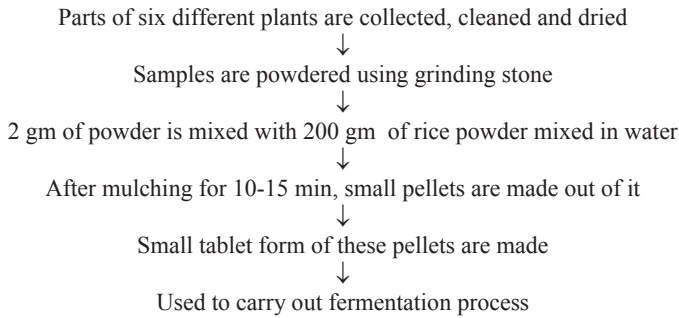 Parts of six different plants are collected, cleaned and dried
↓
Samples are powdered using grinding stone
↓
2 gm of powder is mixed with 200 gm of rice powder mixed in water
↓
After mulching for 10-15 min, small pellets are made out of it
↓
Small tablet form of these pellets are made
↓
Used to carry out fermentation process